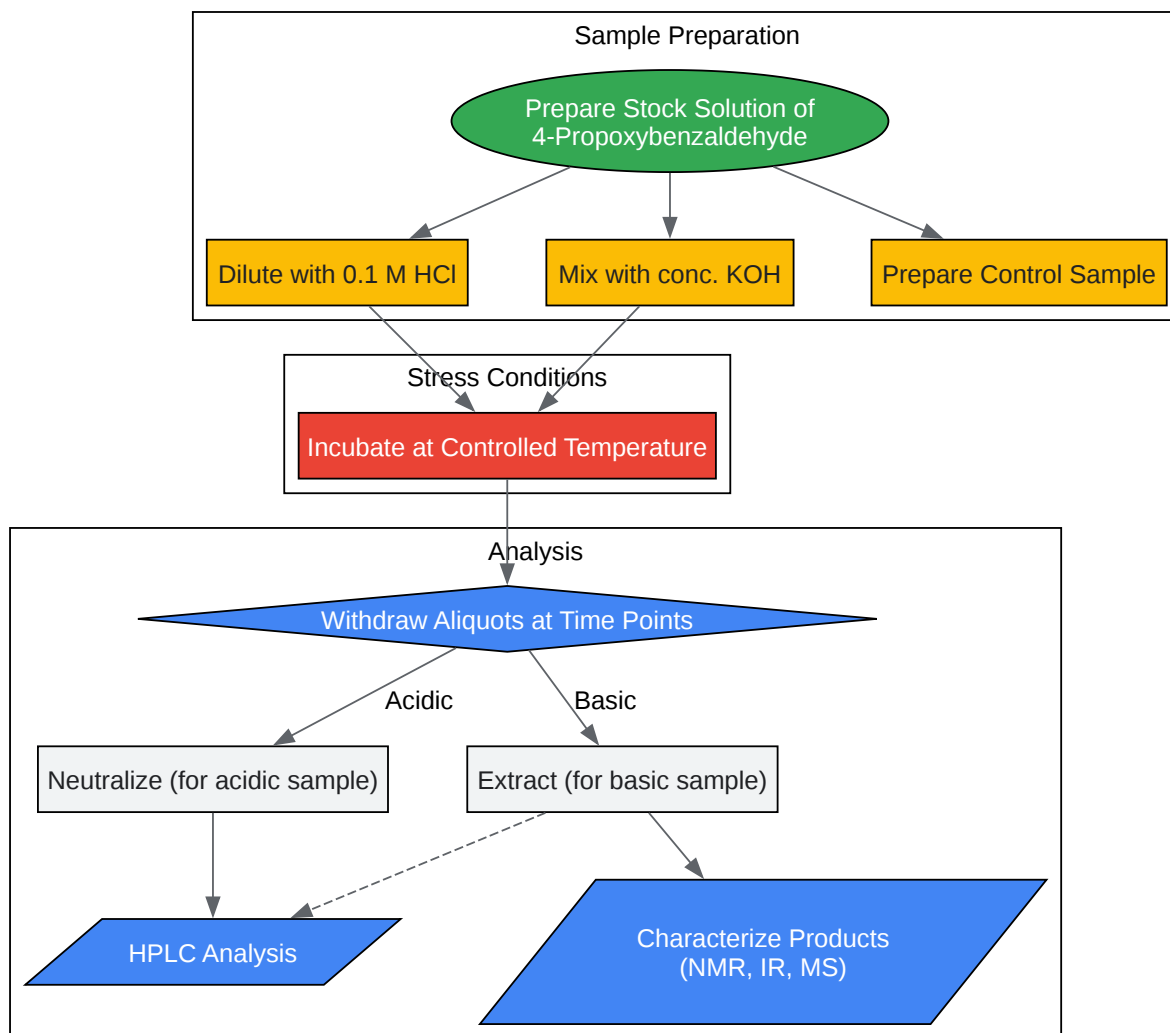 Sample Preparation
Prepare Stock Solution of
4-Propoxybenzaldehyde
Dilute with 0.1 M HCl
Mix with conc. KOH
Prepare Control Sample
Stress Conditions
Incubate at Controlled Temperature
Analysis
Withdraw Aliquots at Time Points
Acidic
Basic
Neutralize (for acidic sample)
Extract (for basic sample)
HPLC Analysis
Characterize Products
(NMR, IR, MS)